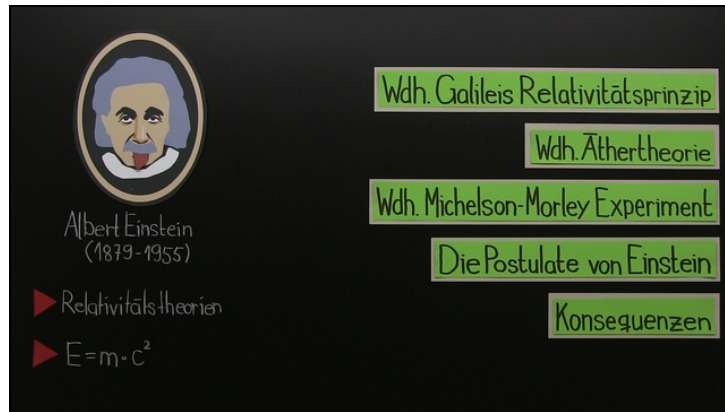 Albert Einstein
(1879-1955)
Relativitätstheorien
E=m·c²
Wdh. Galileis Relativitätsprinzip
Wdh. Äthertheorie
Wdh. Michelson-Morley Experiment
Die Postulate von Einstein
Konsequenzen